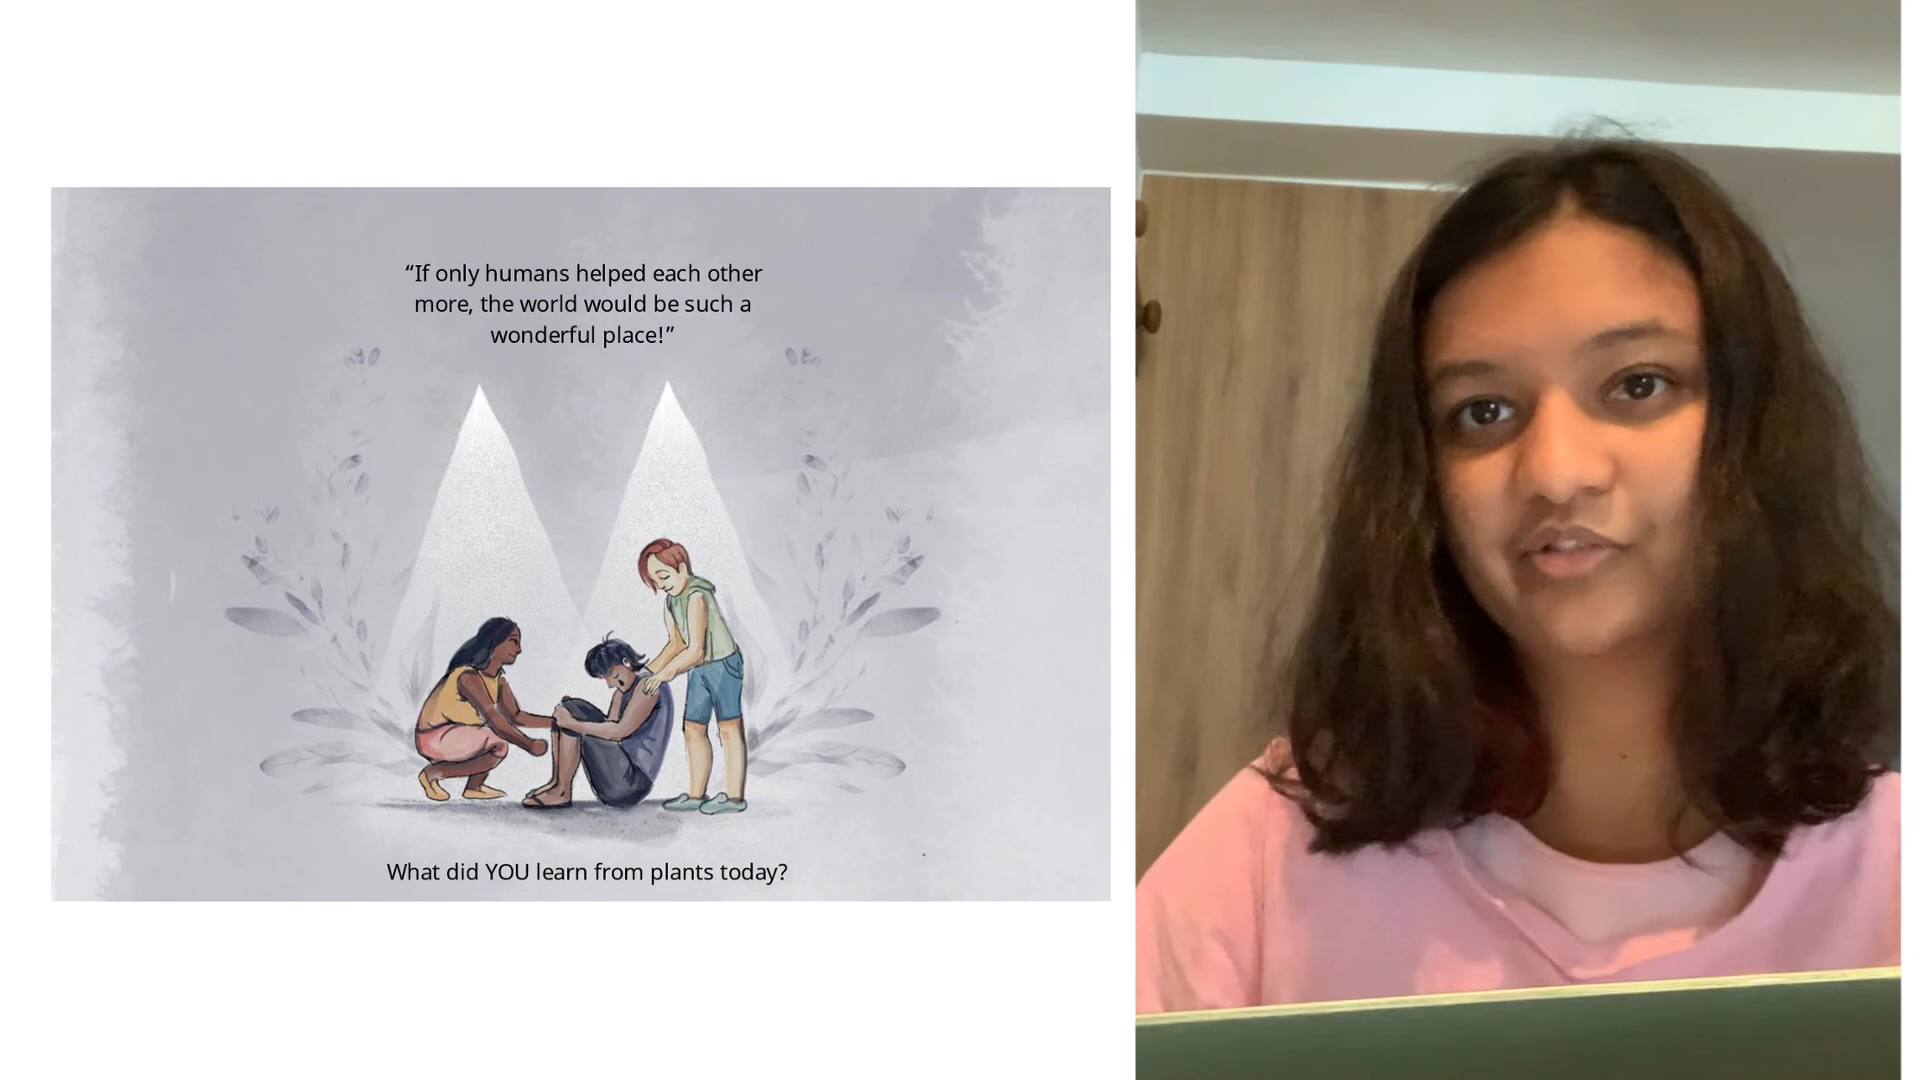 “If only humans helped each other
more, the world would be such a
wonderful place!”
What did YOU learn from plants today?